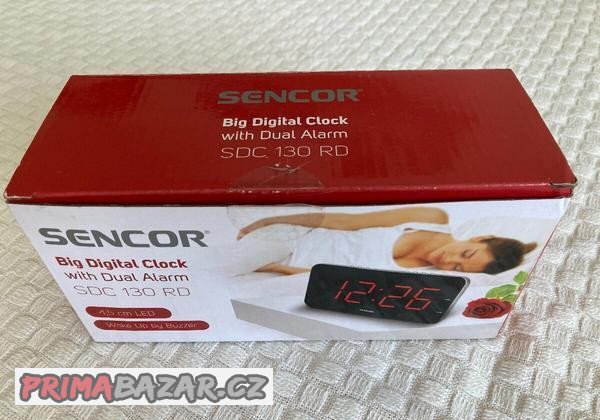 SENCOR
Big Digital Clock
with Dual Alarm
SDC 130 RD
SENCOR®
Big Digital Clock
with Dual Alarm
SDC 130 RD
4,5 cm LED
Wake Up by Buzzer
12:26
SENCOR
PRIMABAZAR.CZ